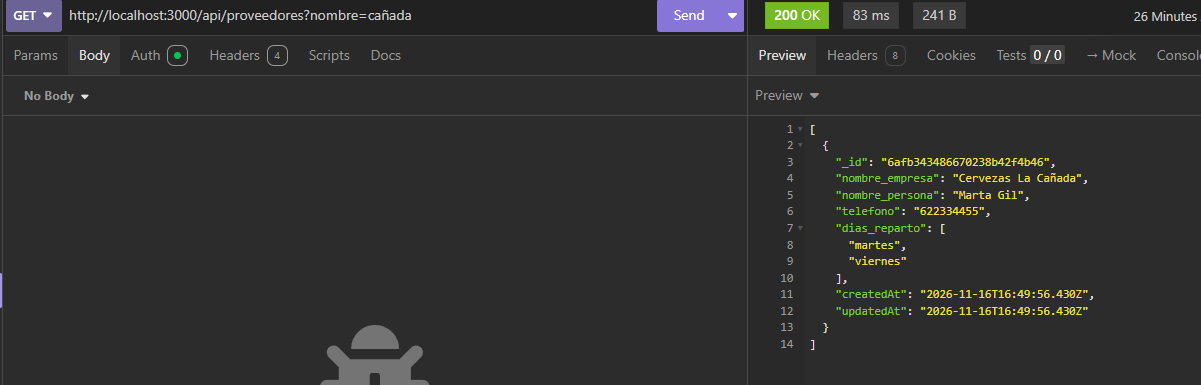 GET http://localhost:3000/api/proveedores?nombre=cañada Send 200 OK 83 ms 241 B 26 Minutes
Params Body Auth Headers 4 Scripts Docs Preview Headers 8 Cookies Tests 0 / 0 → Mock Console
No Body Preview
1 [
2 {
3 "_id": "6afb343486670238b42f4b46",
4 "nombre_empresa": "Cervezas La Cañada",
5 "nombre_persona": "Marta Gil",
6 "telefono": "622334455",
7 "dias_reparto": [
8 "martes",
9 "viernes"
10 ],
11 "createdAt": "2026-11-16T16:49:56.430Z",
12 "updatedAt": "2026-11-16T16:49:56.430Z"
13 }
14 ]